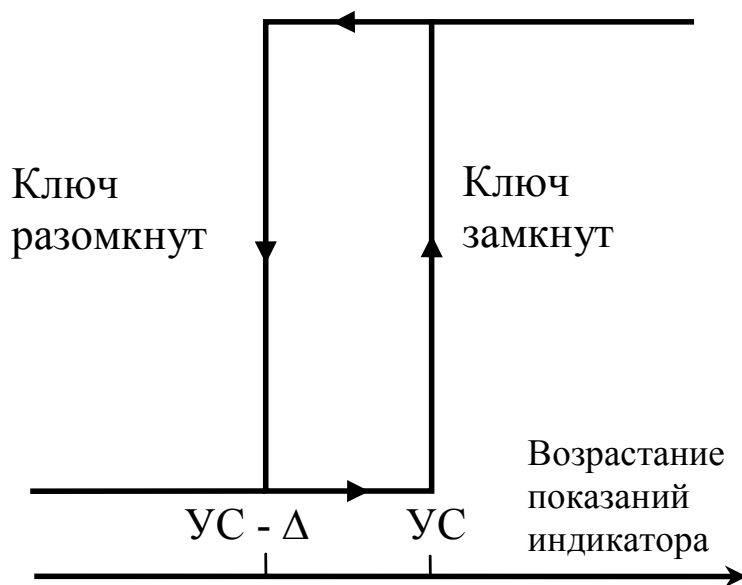 Ключ
разомкнут
Ключ
замкнут
Возрастание
показаний
индикатора
УС - Δ
УС